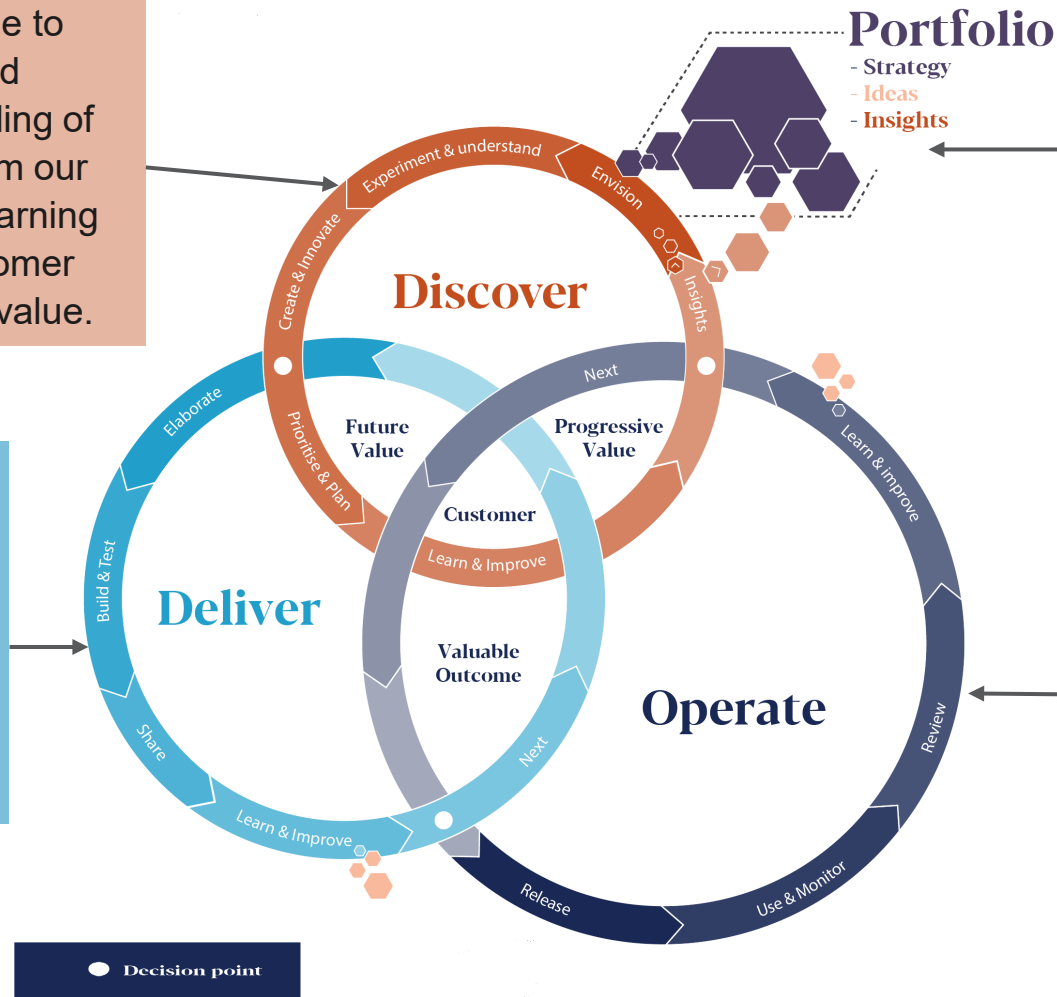 e to
d
ling of
m our
arning
omer
value.
Portfolio
- Strategy
- Ideas
- Insights
Experiment & understand
Envision
Create & Innovate
Insights
Discover
Prioritise & Plan
Learn & Improve
Next
Elaborate
Future
Value
Progressive
Value
Customer
Learn & improve
Build & Test
Deliver
Valuable
Outcome
Operate
Share
Next
Review
Learn & Improve
Release
Use & Monitor
Decision point